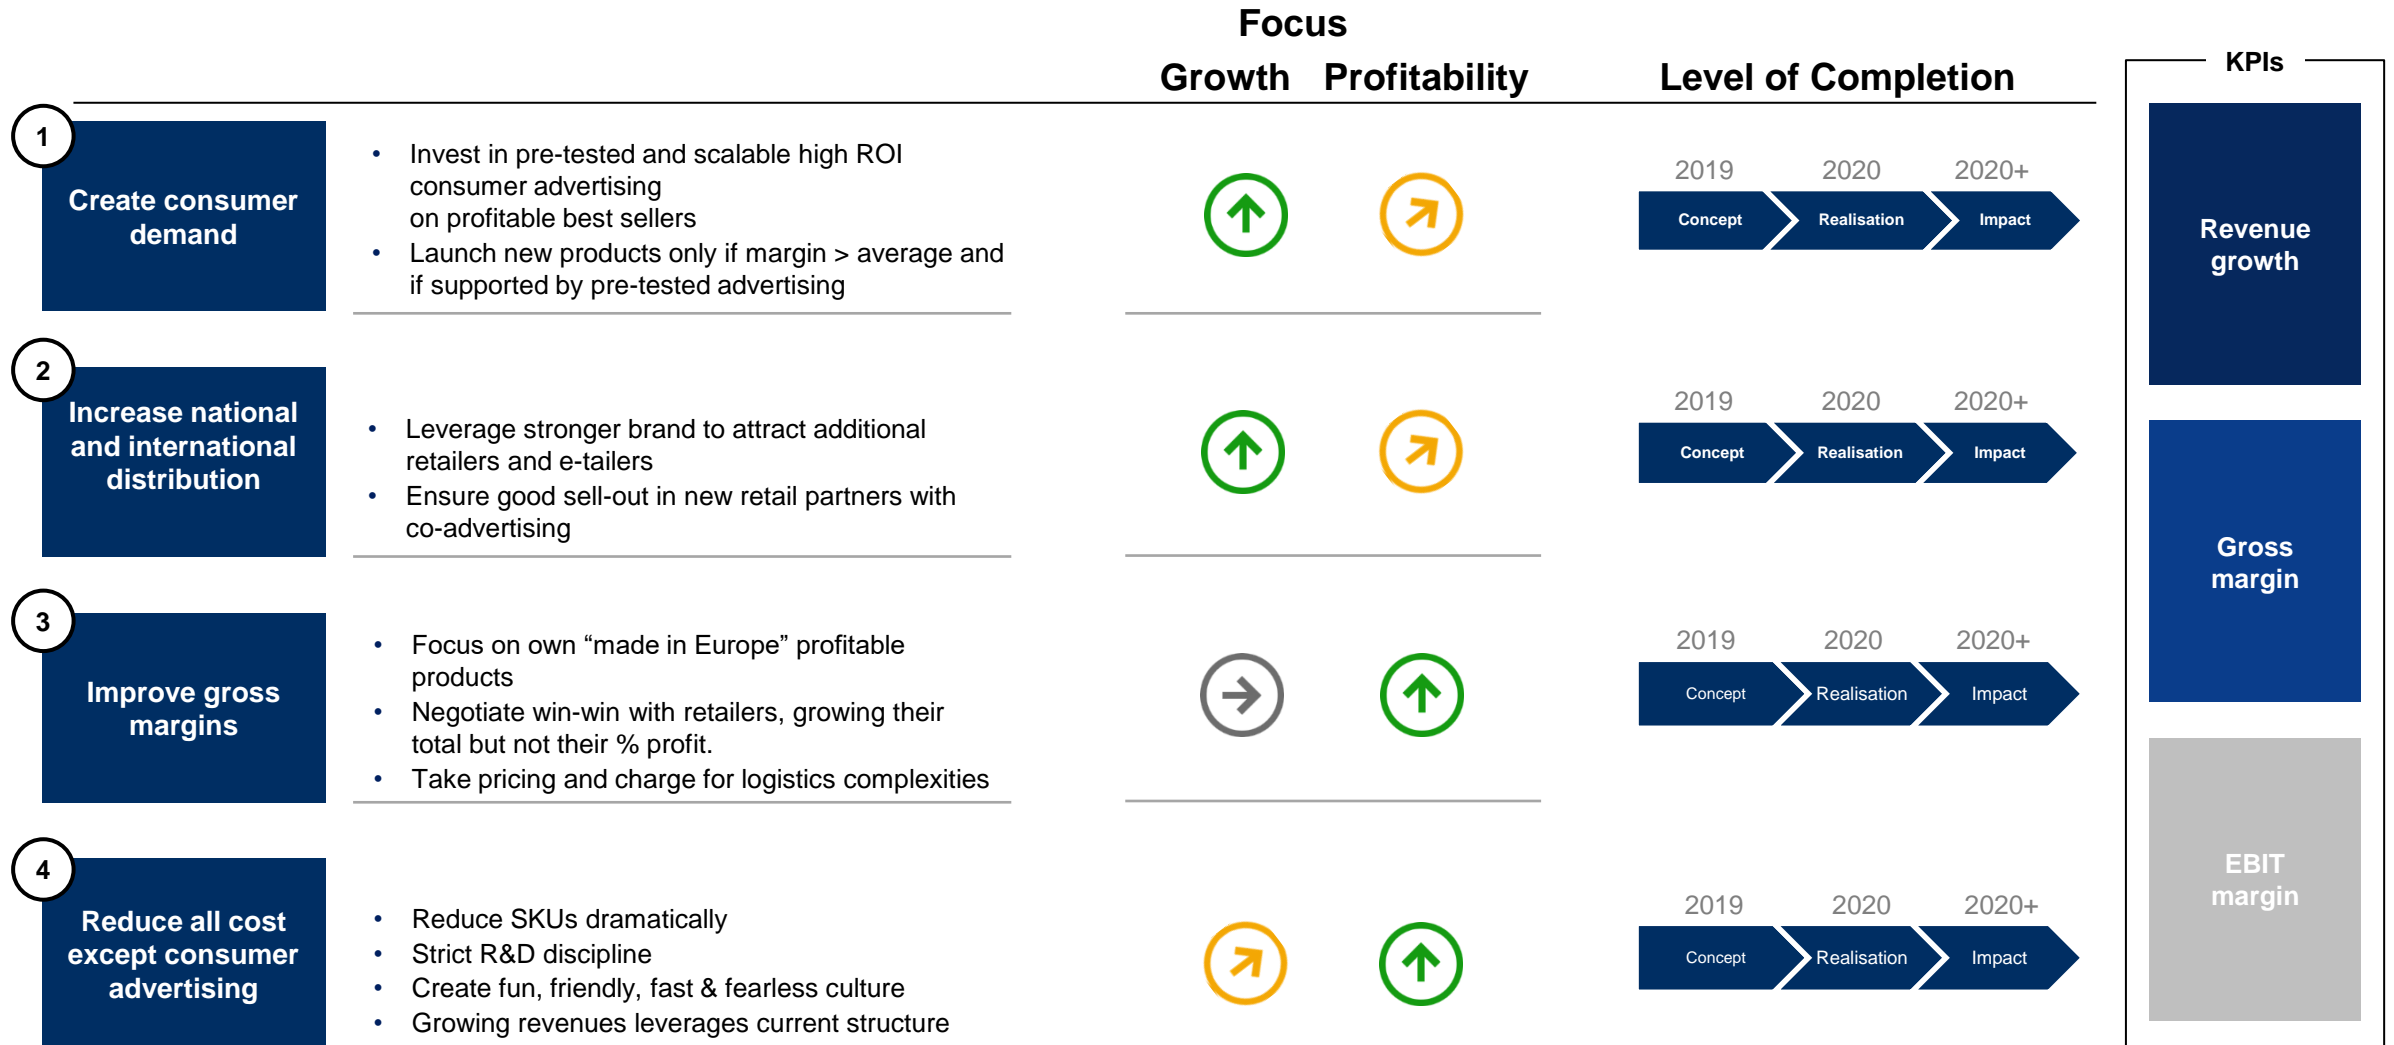 Focus
Growth Profitability Level of Completion
KPIs
1
Create consumer
demand
• Invest in pre-tested and scalable high ROI
consumer advertising
on profitable best sellers
• Launch new products only if margin > average and
if supported by pre-tested advertising
2019 2020 2020+
Concept Realisation Impact
2
Increase national
and international
distribution
• Leverage stronger brand to attract additional
retailers and e-tailers
• Ensure good sell-out in new retail partners with
co-advertising
2019 2020 2020+
Concept Realisation Impact
3
Improve gross
margins
• Focus on own “made in Europe” profitable
products
• Negotiate win-win with retailers, growing their
total but not their % profit.
• Take pricing and charge for logistics complexities
2019 2020 2020+
Concept Realisation Impact
4
Reduce all cost
except consumer
advertising
• Reduce SKUs dramatically
• Strict R&D discipline
• Create fun, friendly, fast & fearless culture
• Growing revenues leverages current structure
2019 2020 2020+
Concept Realisation Impact
Revenue
growth
Gross
margin
EBIT
margin